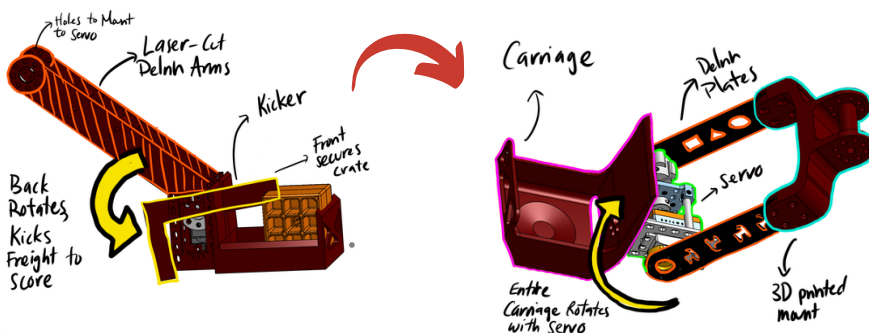 Holes to Mount
to Servo
Laser-Cut
Delrin Arms
Kicker
Front
secures
crate
Back
Rotates,
Kicks
Freight to
Score
®
Carriage
Delrin
Plates
Servo
Entire
Carriage Rotates
with Servo
3D printed
mount